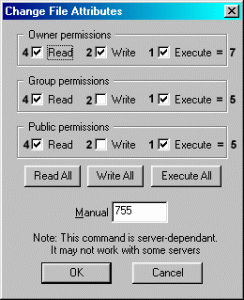 Change File Attributes
Owner permissions
4 Read 2 Write 1 Execute = 7
Group permissions
4 Read 2 Write 1 Execute = 5
Public permissions
4 Read 2 Write 1 Execute = 5
Read All Write All Execute All
Manual 755
Note: This command is server-dependant.
It may not work with some servers
OK Cancel